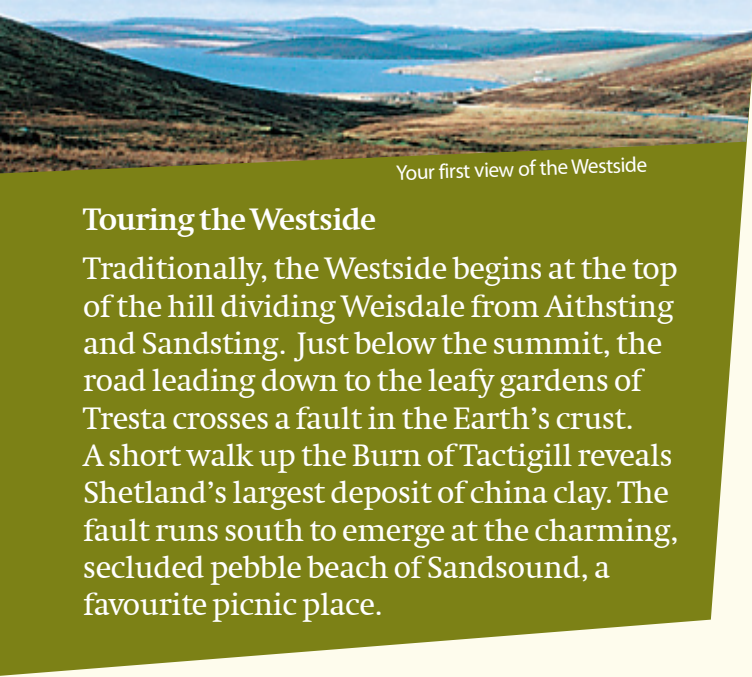 Your first view of the Westside
Touring the Westside
Traditionally, the Westside begins at the top
of the hill dividing Weisdale from Aithsting
and Sandsting. Just below the summit, the
road leading down to the leafy gardens of
Tresta crosses a fault in the Earth's crust.
A short walk up the Burn of Tactigill reveals
Shetland's largest deposit of china clay. The
fault runs south to emerge at the charming,
secluded pebble beach of Sandsound, a
favourite picnic place.